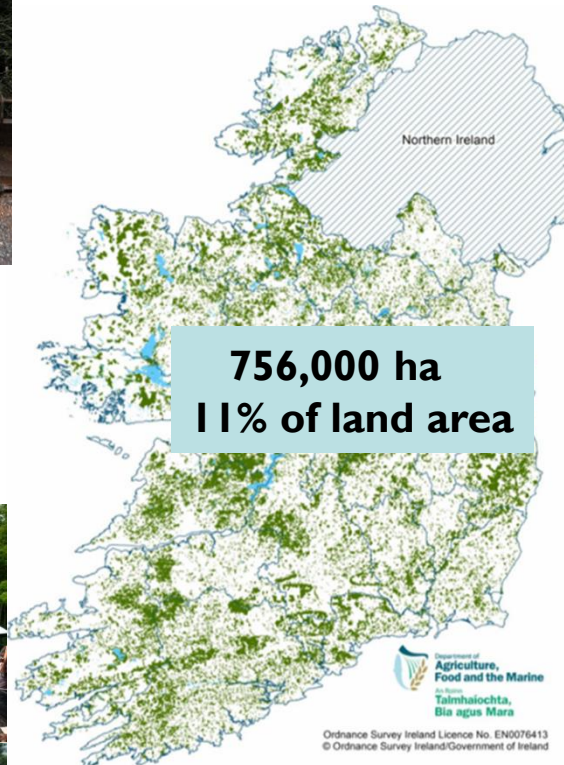 Northern Ireland
756,000 ha
11% of land area
Department of
Agriculture,
Food and the Marine
An Roinn
Talmhaíochta,
Bia agus Mara
Ordnance Survey Ireland Licence No. EN0076413
© Ordnance Survey Ireland/Government of Ireland